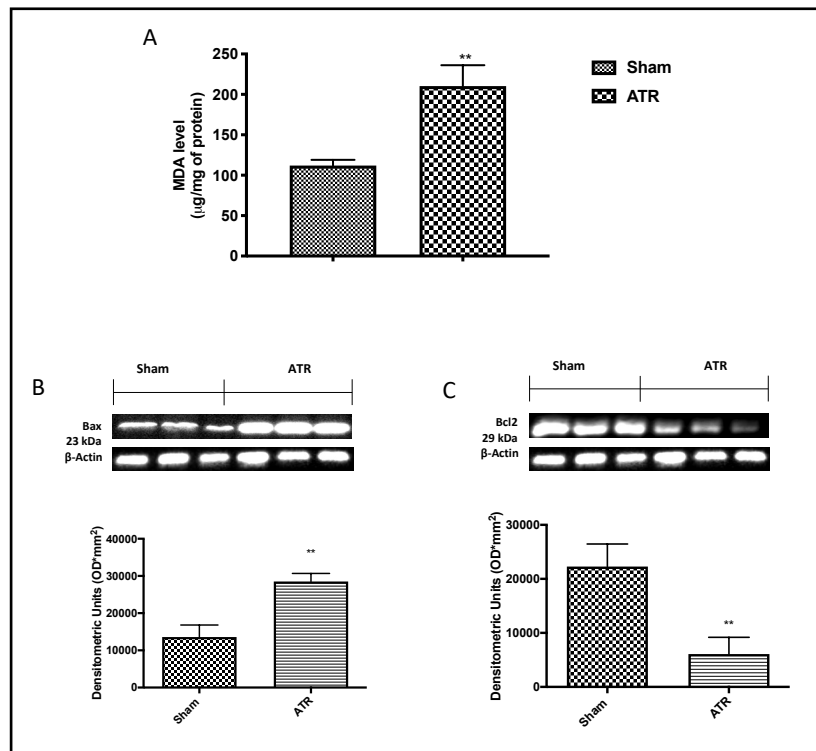 A
MDA level
(μg/mg of protein)
250
200
150
100
50
0
**
Sham
ATR
B
Sham
ATR
Bax
23 kDa
β-Actin
Densitometric Units (OD*mm²)
40000
30000
20000
10000
0
**
Sham
ATR
C
Sham
ATR
Bcl2
29 kDa
β-Actin
Densitometric Units (OD*mm²)
30000
20000
10000
0
**
Sham
ATR